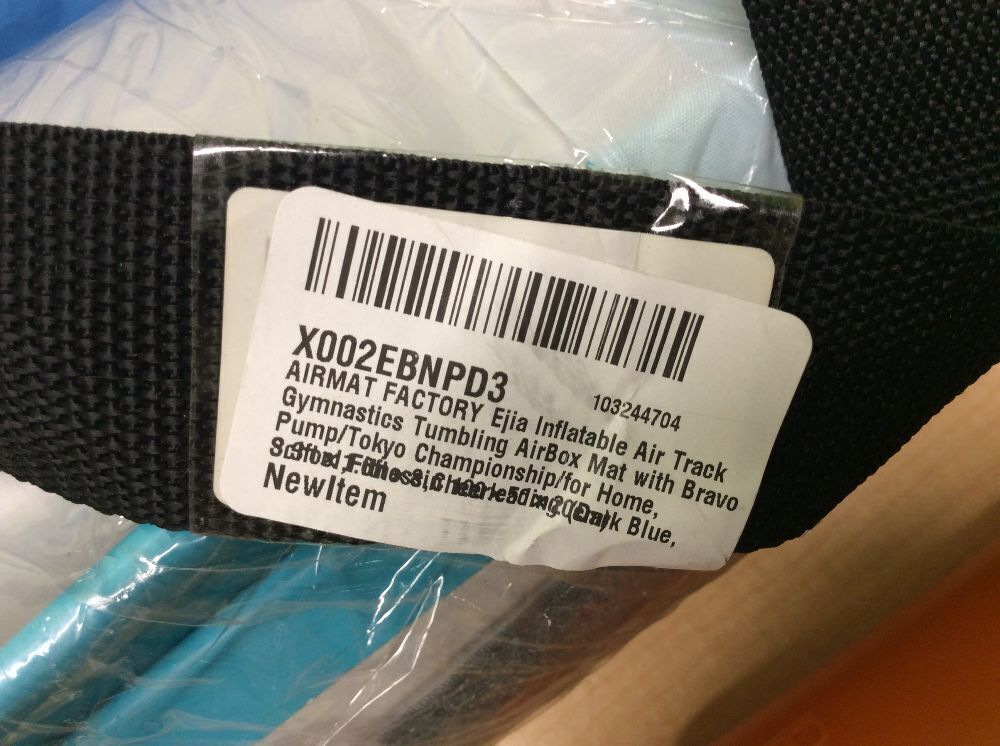 X002EBNPD3
103244704
AIRMAT FACTORY Ejia Inflatable Air Track
Gymnastics Tumbling AirBox Mat with Bravo
Pump/Tokyo Championship/for Home,
Blue,
NewItem